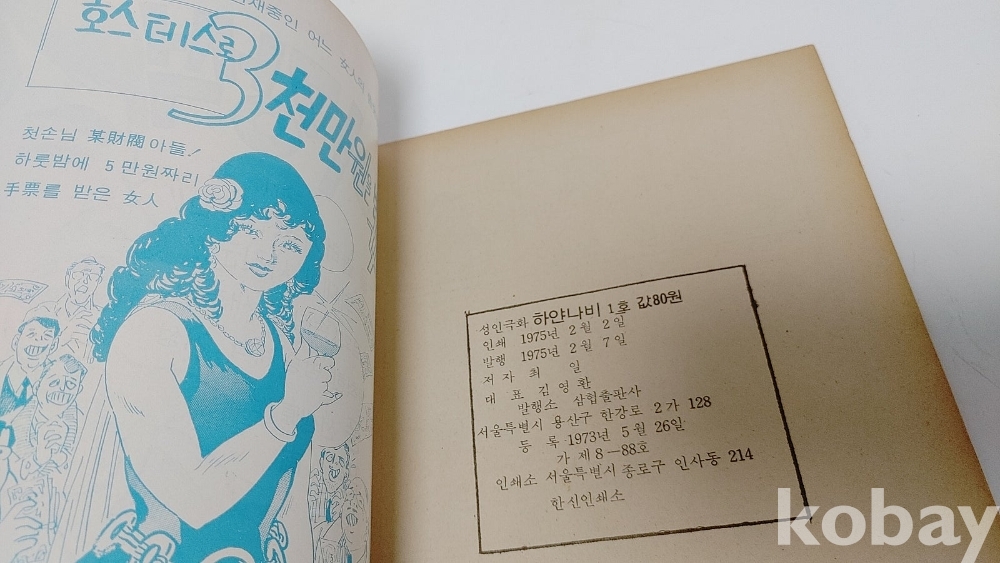 어느 女人의
호스테스로
3천만원
첫손님 某財閥 아들!
하룻밤에 5만원짜리
手票를 받은 女人
성인극화 하얀나비 1호 값80원
인쇄 1975년 2월 2일
발행 1975년 2월 7일
저자 최 일
대표 김영환
발행소 삼협출판사
서울특별시 용산구 한강로 2가 128
등록 1973년 5월 26일
가 제8—88호
인쇄소 서울특별시 종로구 인사동 214
한신인쇄소
kobay